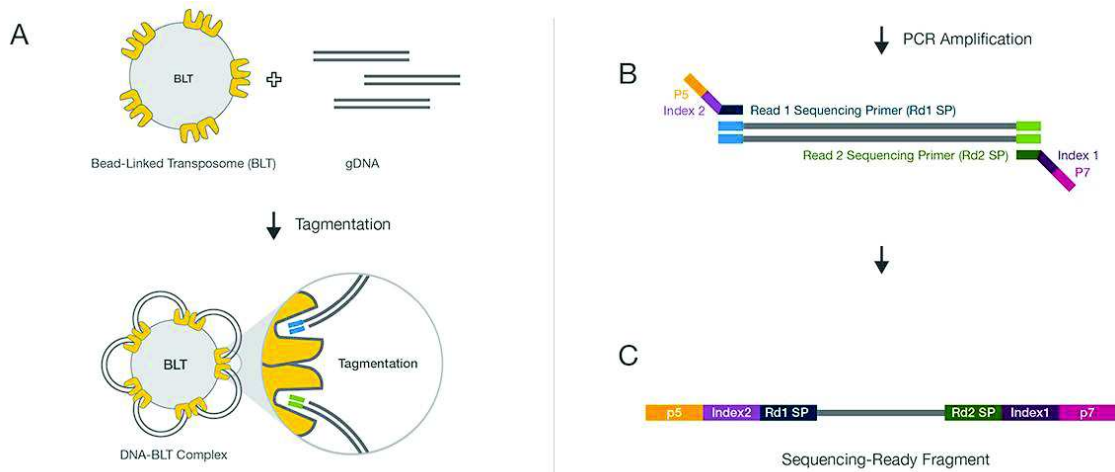 A
BLT
Bead-Linked Transposome (BLT)
gDNA
Tagmentation
BLT
Tagmentation
DNA-BLT Complex
PCR Amplification
B
P5
Index 2
Read 1 Sequencing Primer (Rd1 SP)
Read 2 Sequencing Primer (Rd2 SP)
Index 1
P7
C
p5
Index2
Rd1 SP
Rd2 SP
Index1
p7
Sequencing-Ready Fragment